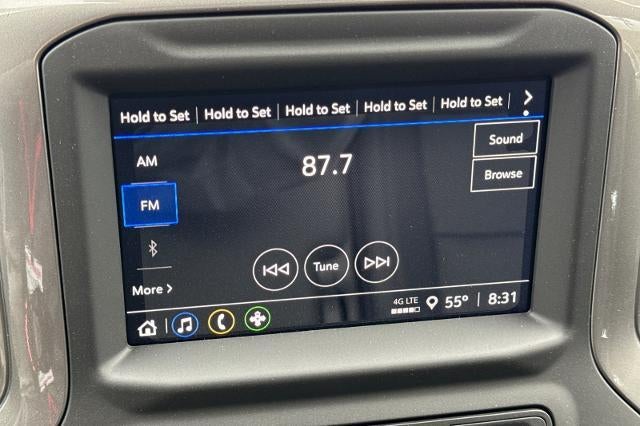 Hold to Set | Hold to Set | Hold to Set | Hold to Set | Hold to Set | >
AM
87.7
Sound
FM
Browse
Tune
More >
4G LTE 55° | 8:31